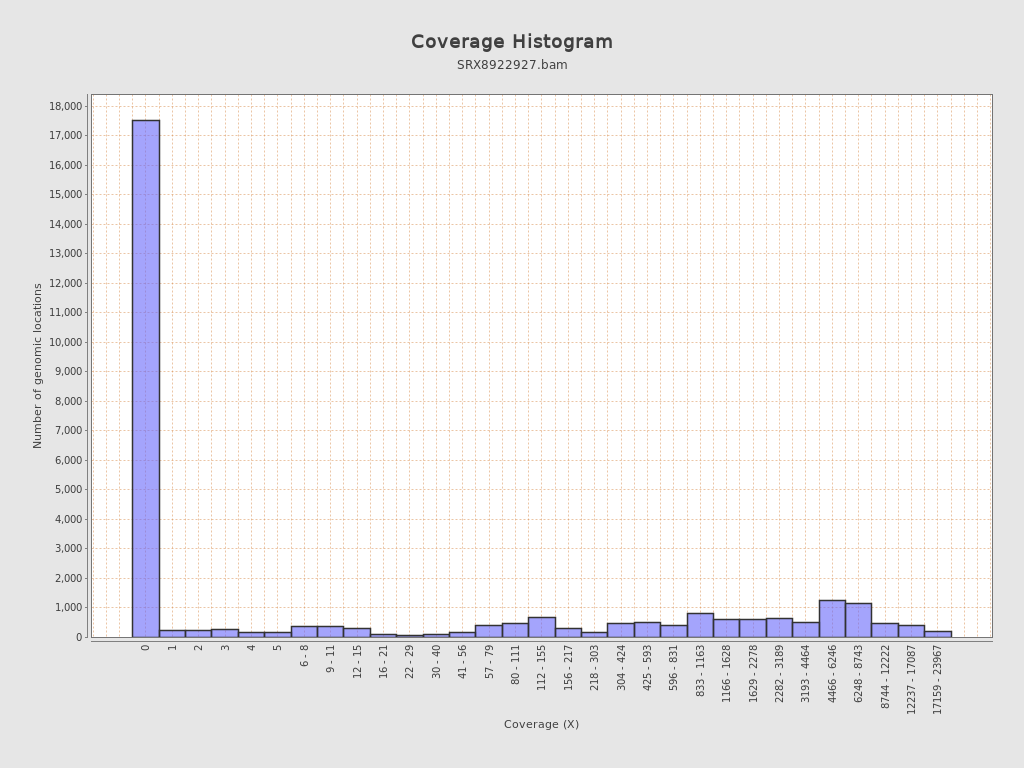 Coverage Histogram
SRX8922927.bam
18,000
17,000
16,000
15,000
14,000
13,000
12,000
11,000
10,000
9,000
8,000
7,000
6,000
5,000
4,000
3,000
2,000
1,000
0
Number of genomic locations
0
1
2
3
4
5
6 - 8
9 - 11
12 - 15
16 - 21
22 - 29
30 - 40
41 - 56
57 - 79
80 - 111
112 - 155
156 - 217
218 - 303
304 - 424
425 - 593
596 - 831
833 - 1163
1166 - 1628
1629 - 2278
2282 - 3189
3193 - 4464
4466 - 6246
6248 - 8743
8744 - 12222
12237 - 17087
17159 - 23967
Coverage (X)